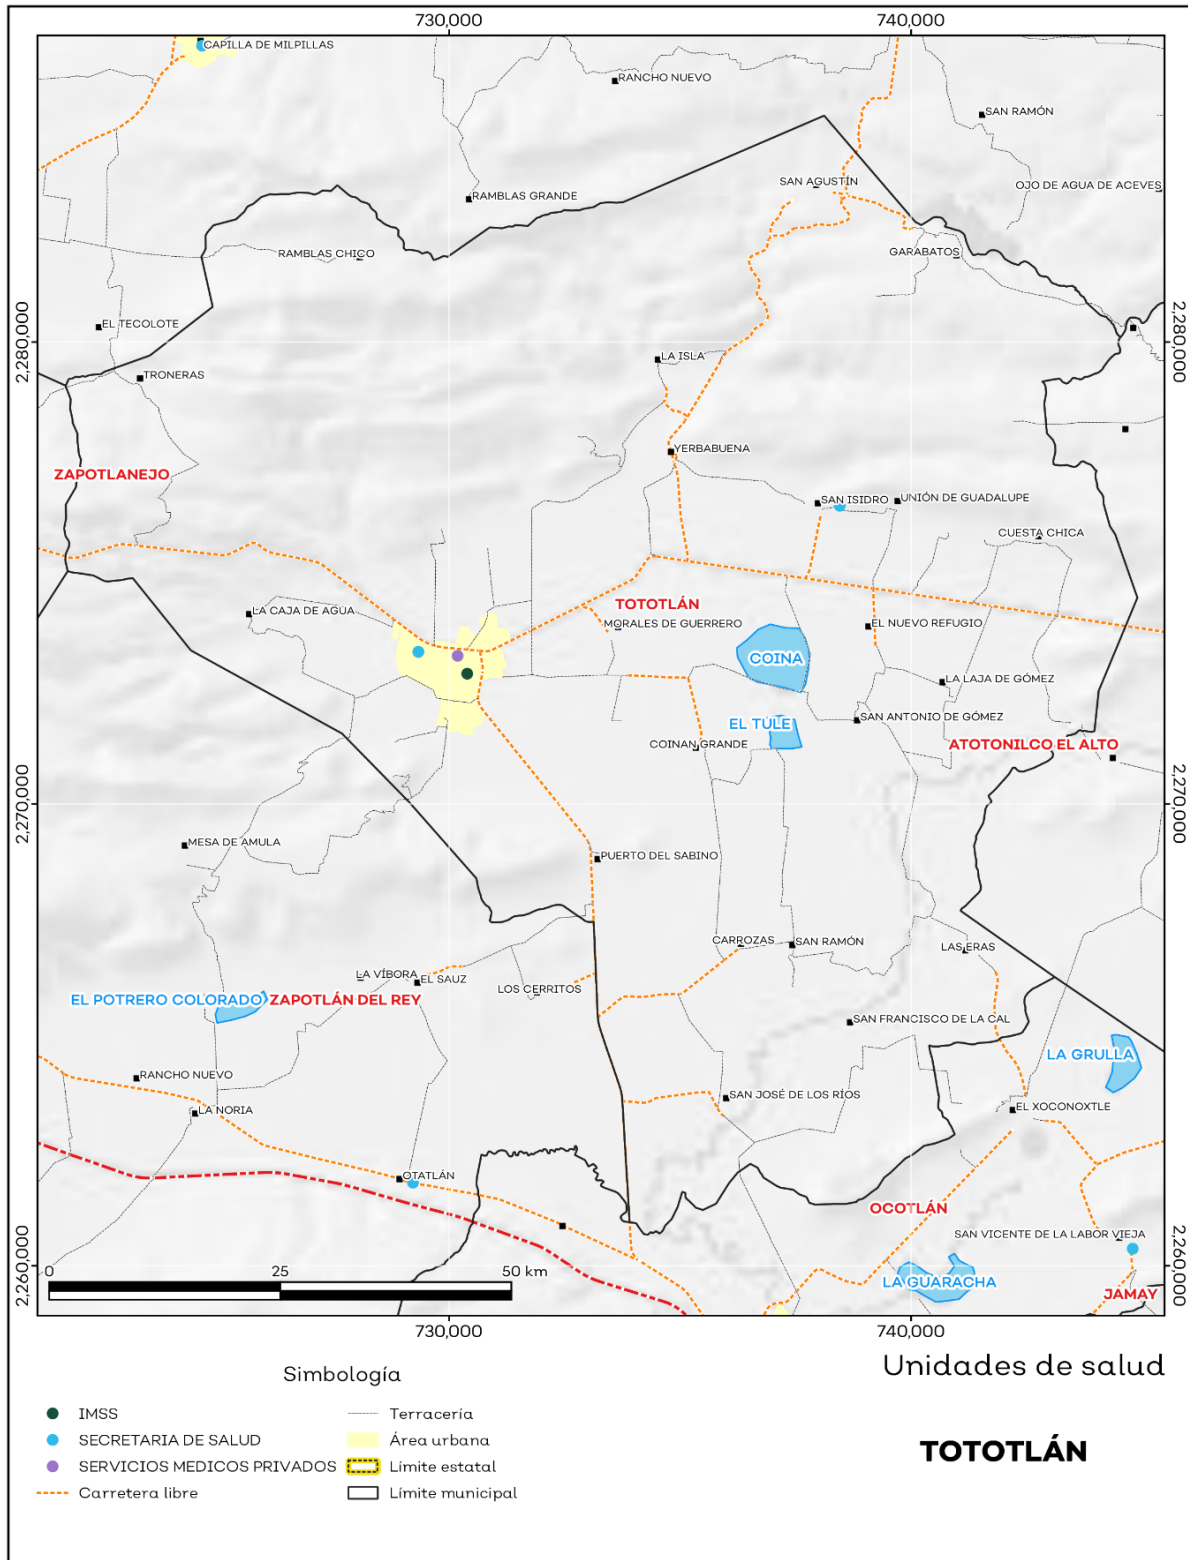 730,000
740,000
CAPILLA DE MILPILLAS
RANCHO NUEVO
SAN RAMÓN
SAN AGUSTÍN
OJO DE AGUA DE ACEVES
RAMBLAS GRANDE
RAMBLAS CHICO
GARABATOS
EL TECOLOTE
2,280,000
2,280,000
LA ISLA
TRONERAS
YERBABUENA
ZAPOTLANEJO
SAN ISIDRO
UNIÓN DE GUADALUPE
CUESTA CHICA
LA CAJA DE AGUA
TOTOTLÁN
MORALES DE GUERRERO
EL NUEVO REFUGIO
COINA
LA LAJA DE GÓMEZ
EL TULE
SAN ANTONIO DE GÓMEZ
COINAN GRANDE
ATOTONILCO EL ALTO
2,270,000
2,270,000
MESA DE AMULA
PUERTO DEL SABINO
CARROZAS
SAN RAMÓN
LAS ERAS
LA VÍBORA
EL SAUZ
LOS CERRITOS
EL POTRERO COLORADO
ZAPOTLÁN DEL REY
SAN FRANCISCO DE LA CAL
LA GRULLA
RANCHO NUEVO
SAN JOSÉ DE LOS RÍOS
LA NORIA
EL XOCONOXTLE
OTATLÁN
OCOTLÁN
SAN VICENTE DE LA LABOR VIEJA
2,260,000
2,260,000
0
25
50 km
LA GUARACHA
JAMAY
730,000
740,000
Unidades de salud
Simbología
IMSS
SECRETARIA DE SALUD
SERVICIOS MEDICOS PRIVADOS
Carretera libre
Terracería
Área urbana
Límite estatal
Límite municipal
TOTOTLÁN